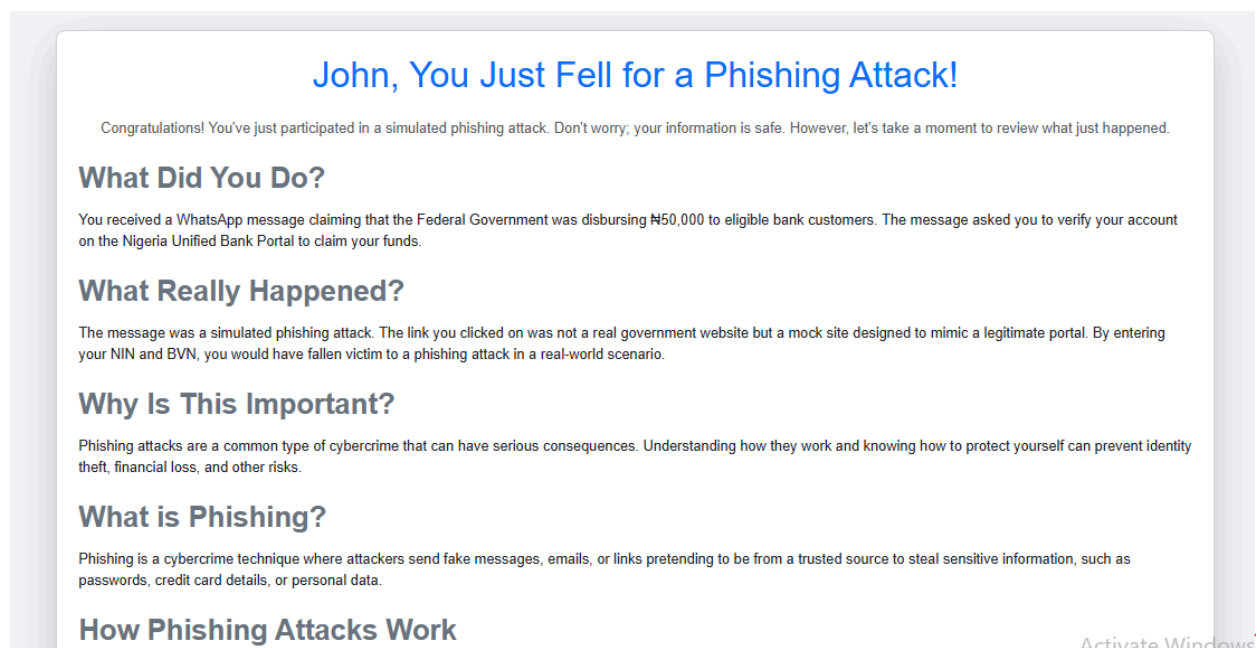 John, You Just Fell for a Phishing Attack!
Congratulations! You've just participated in a simulated phishing attack. Don't worry; your information is safe. However, let's take a moment to review what just happened.
What Did You Do?
You received a WhatsApp message claiming that the Federal Government was disbursing ₦50,000 to eligible bank customers. The message asked you to verify your account
on the Nigeria Unified Bank Portal to claim your funds.
What Really Happened?
The message was a simulated phishing attack. The link you clicked on was not a real government website but a mock site designed to mimic a legitimate portal. By entering
your NIN and BVN, you would have fallen victim to a phishing attack in a real-world scenario.
Why Is This Important?
Phishing attacks are a common type of cybercrime that can have serious consequences. Understanding how they work and knowing how to protect yourself can prevent identity
theft, financial loss, and other risks.
What is Phishing?
Phishing is a cybercrime technique where attackers send fake messages, emails, or links pretending to be from a trusted source to steal sensitive information, such as
passwords, credit card details, or personal data.
How Phishing Attacks Work
Activate Windows